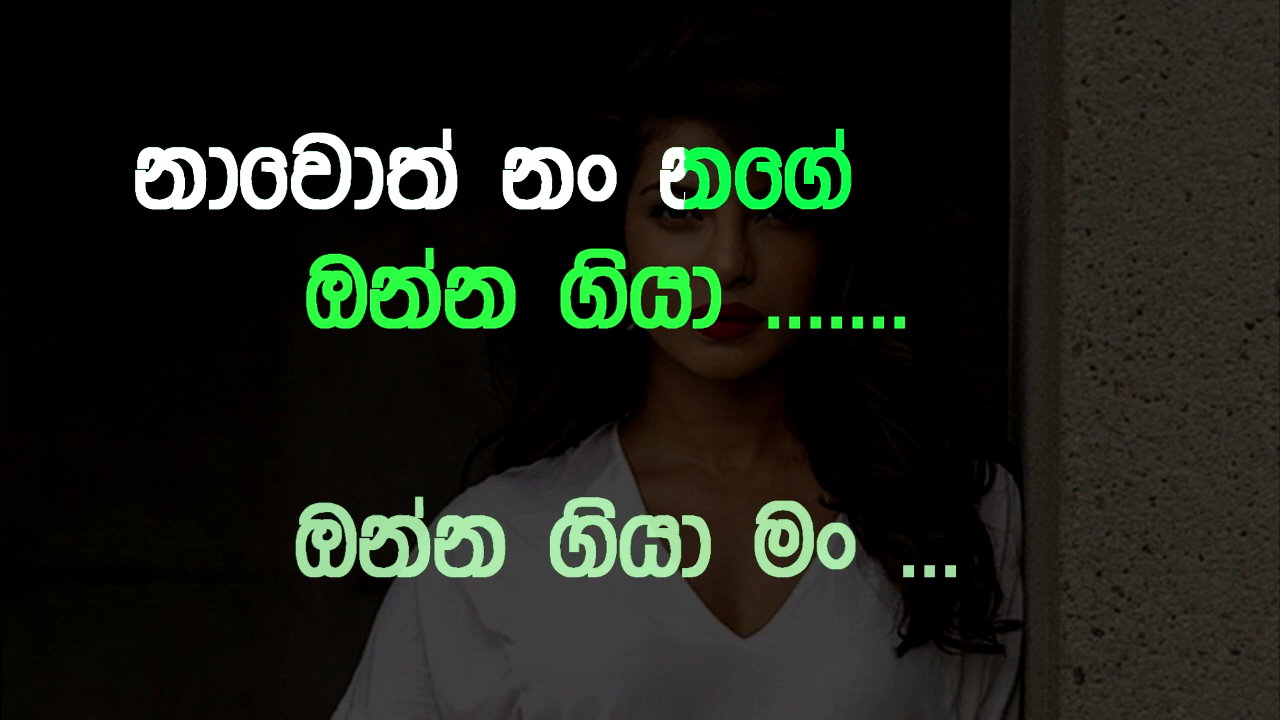 නාවොත් නං නගේ
ඔන්න ගියා .......
ඔන්න ගියා මං ...